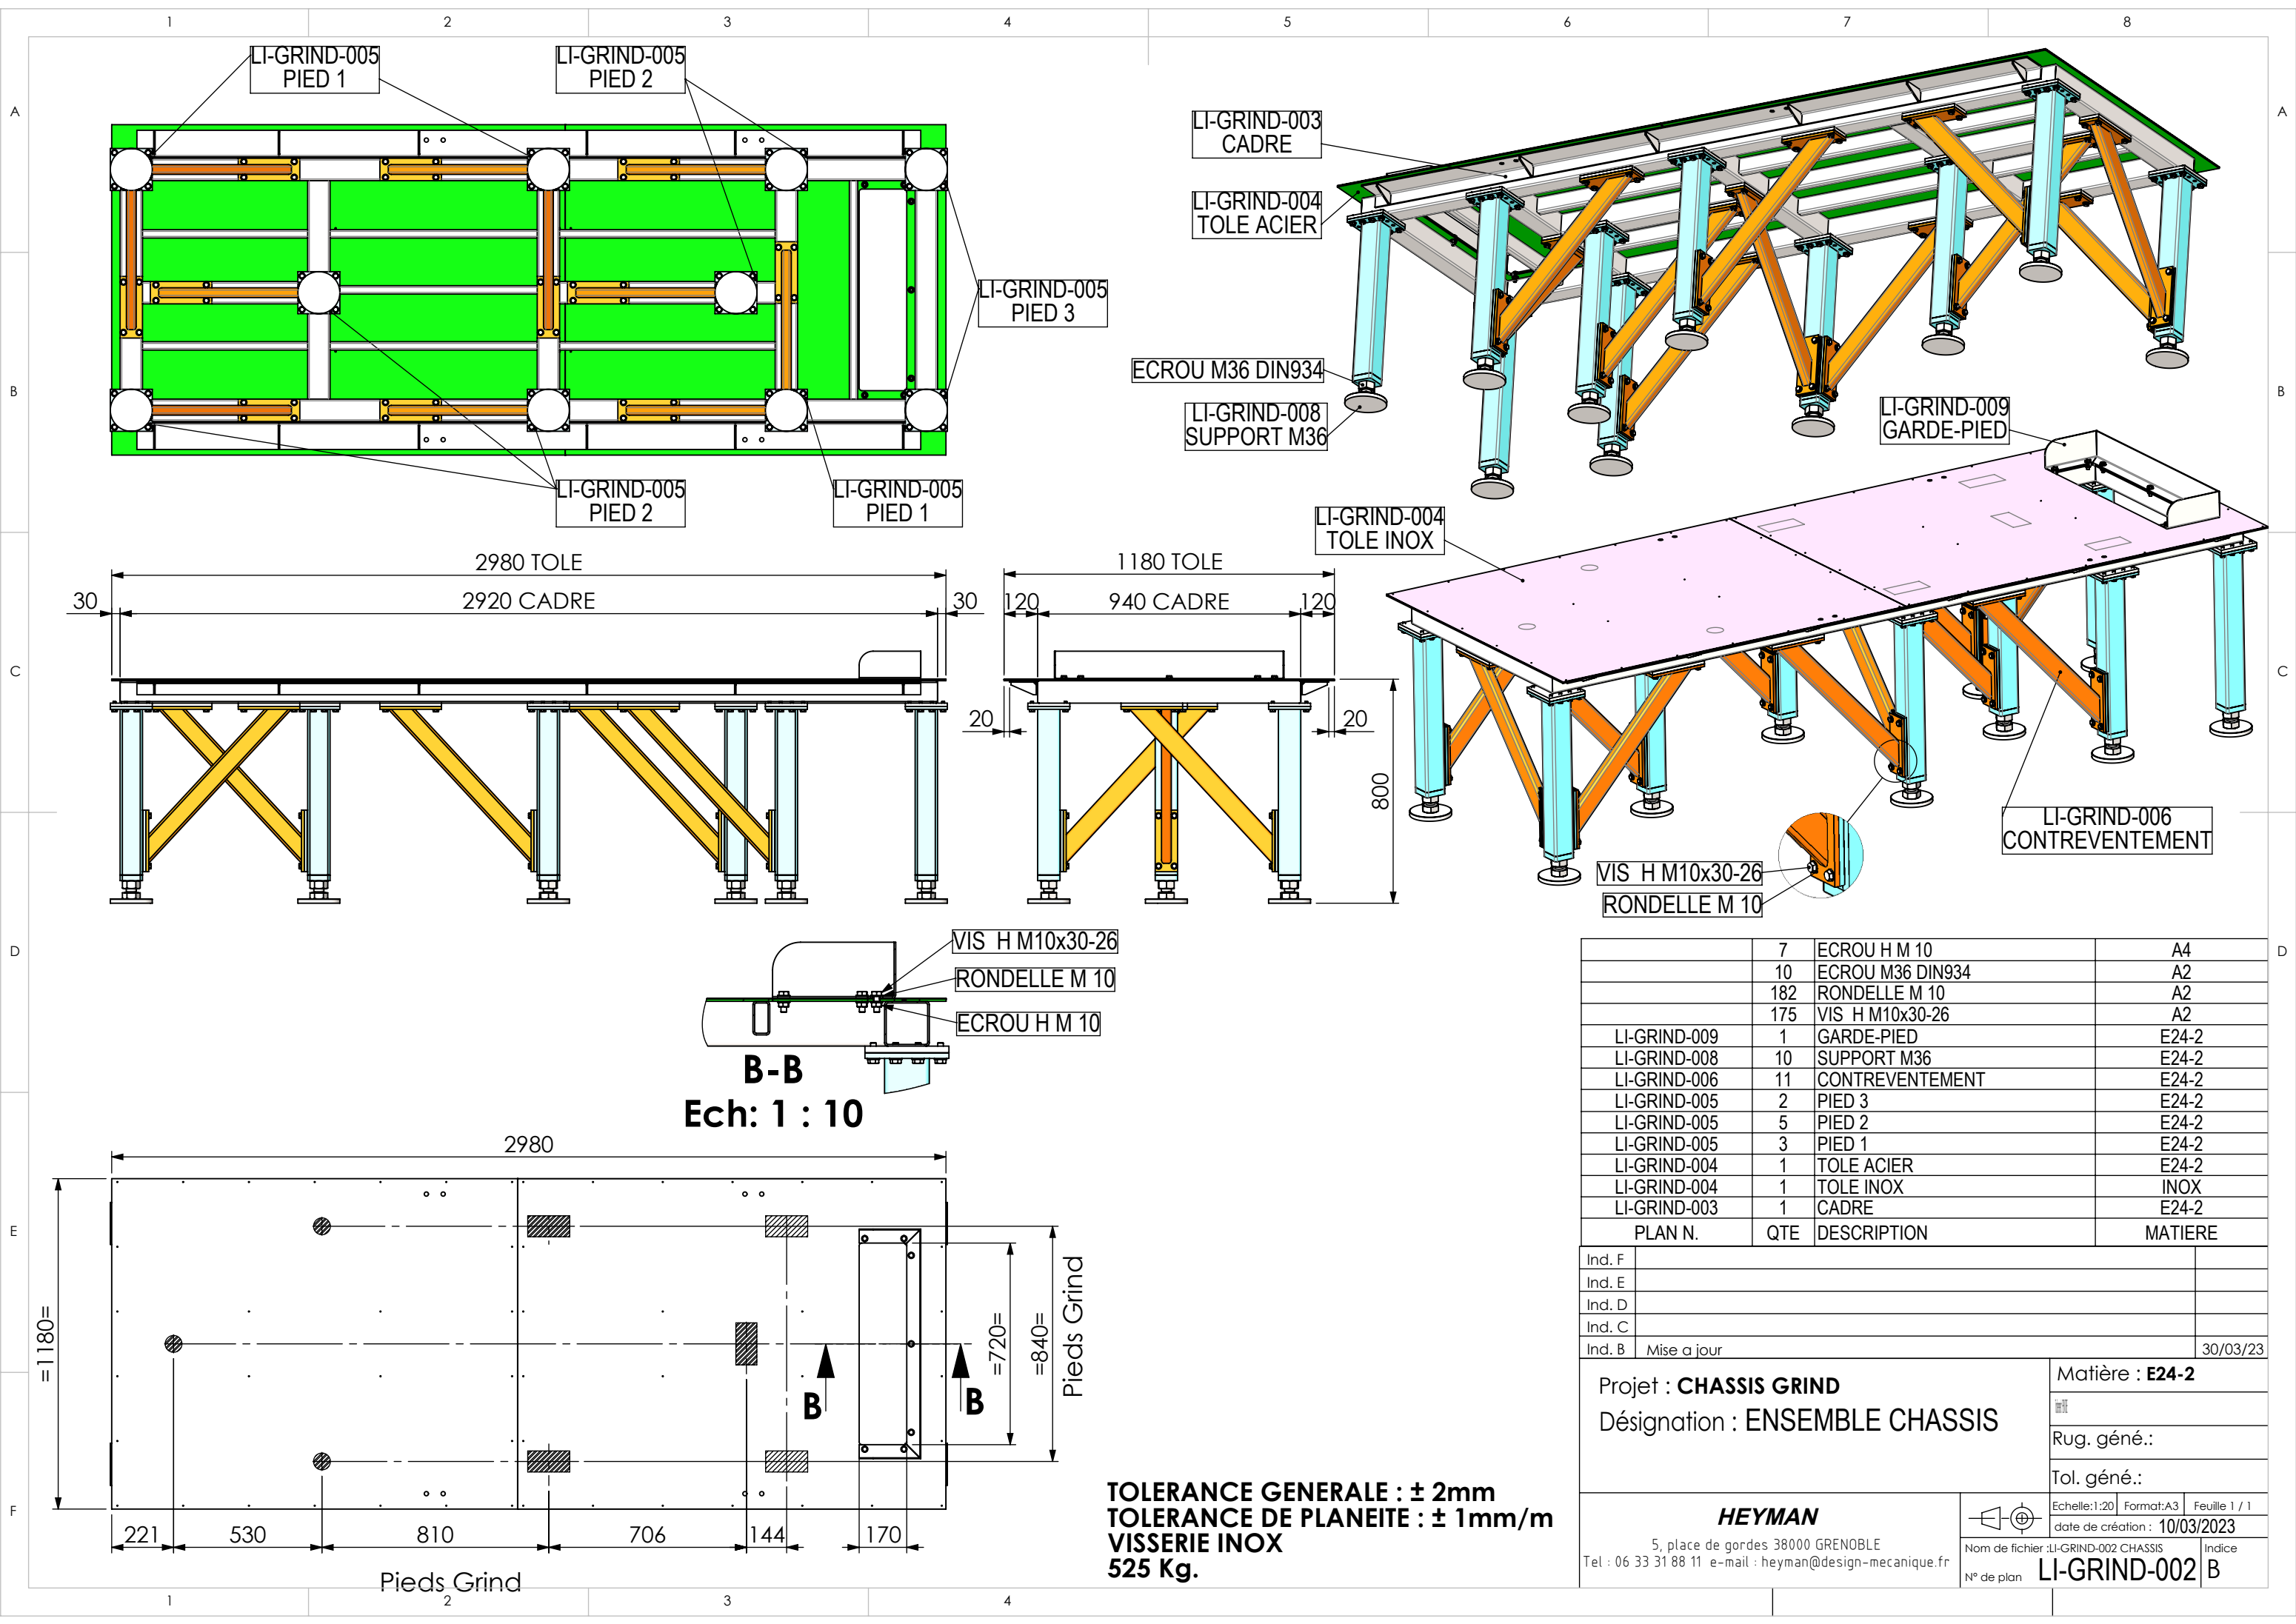 1 2 3 4 5 6 7 8
A A
B B
C C
D D
E E
F F
1 2 3 4
LI-GRIND-005
PIED 1
LI-GRIND-005
PIED 2
LI-GRIND-005
PIED 3
LI-GRIND-005
PIED 2
LI-GRIND-005
PIED 1
LI-GRIND-003
CADRE
LI-GRIND-004
TOLE ACIER
ECROU M36 DIN934
LI-GRIND-008
SUPPORT M36
LI-GRIND-009
GARDE-PIED
LI-GRIND-004
TOLE INOX
LI-GRIND-006
CONTREVENTEMENT
VIS H M10x30-26
RONDELLE M 10
2980 TOLE
30 2920 CADRE 30
1180 TOLE
120 940 CADRE 120
20 20
800
VIS H M10x30-26
RONDELLE M 10
ECROU H M 10
B-B
Ech: 1 : 10
2980
=1180=
=720=
=840=
Pieds Grind
B B
221 530 810 706 144 170
Pieds Grind
TOLERANCE GENERALE : ± 2mm
TOLERANCE DE PLANEITE : ± 1mm/m
VISSERIE INOX
525 Kg.
7 ECROU H M 10 A4
10 ECROU M36 DIN934 A2
182 RONDELLE M 10 A2
175 VIS H M10x30-26 A2
LI-GRIND-009 1 GARDE-PIED E24-2
LI-GRIND-008 10 SUPPORT M36 E24-2
LI-GRIND-006 11 CONTREVENTEMENT E24-2
LI-GRIND-005 2 PIED 3 E24-2
LI-GRIND-005 5 PIED 2 E24-2
LI-GRIND-005 3 PIED 1 E24-2
LI-GRIND-004 1 TOLE ACIER E24-2
LI-GRIND-004 1 TOLE INOX INOX
LI-GRIND-003 1 CADRE E24-2
PLAN N. QTE DESCRIPTION MATIERE
Ind. F
Ind. E
Ind. D
Ind. C
Ind. B Mise a jour 30/03/23
Projet : CHASSIS GRIND
Désignation : ENSEMBLE CHASSIS
Matière : E24-2
Rug. géné.:
Tol. géné.:
HEYMAN
5, place de gordes 38000 GRENOBLE
Tel : 06 33 31 88 11 e-mail : heyman@design-mecanique.fr
Echelle:1:20 Format:A3 Feuille 1 / 1
date de création : 10/03/2023
Nom de fichier :LI-GRIND-002 CHASSIS Indice
N° de plan LI-GRIND-002 B